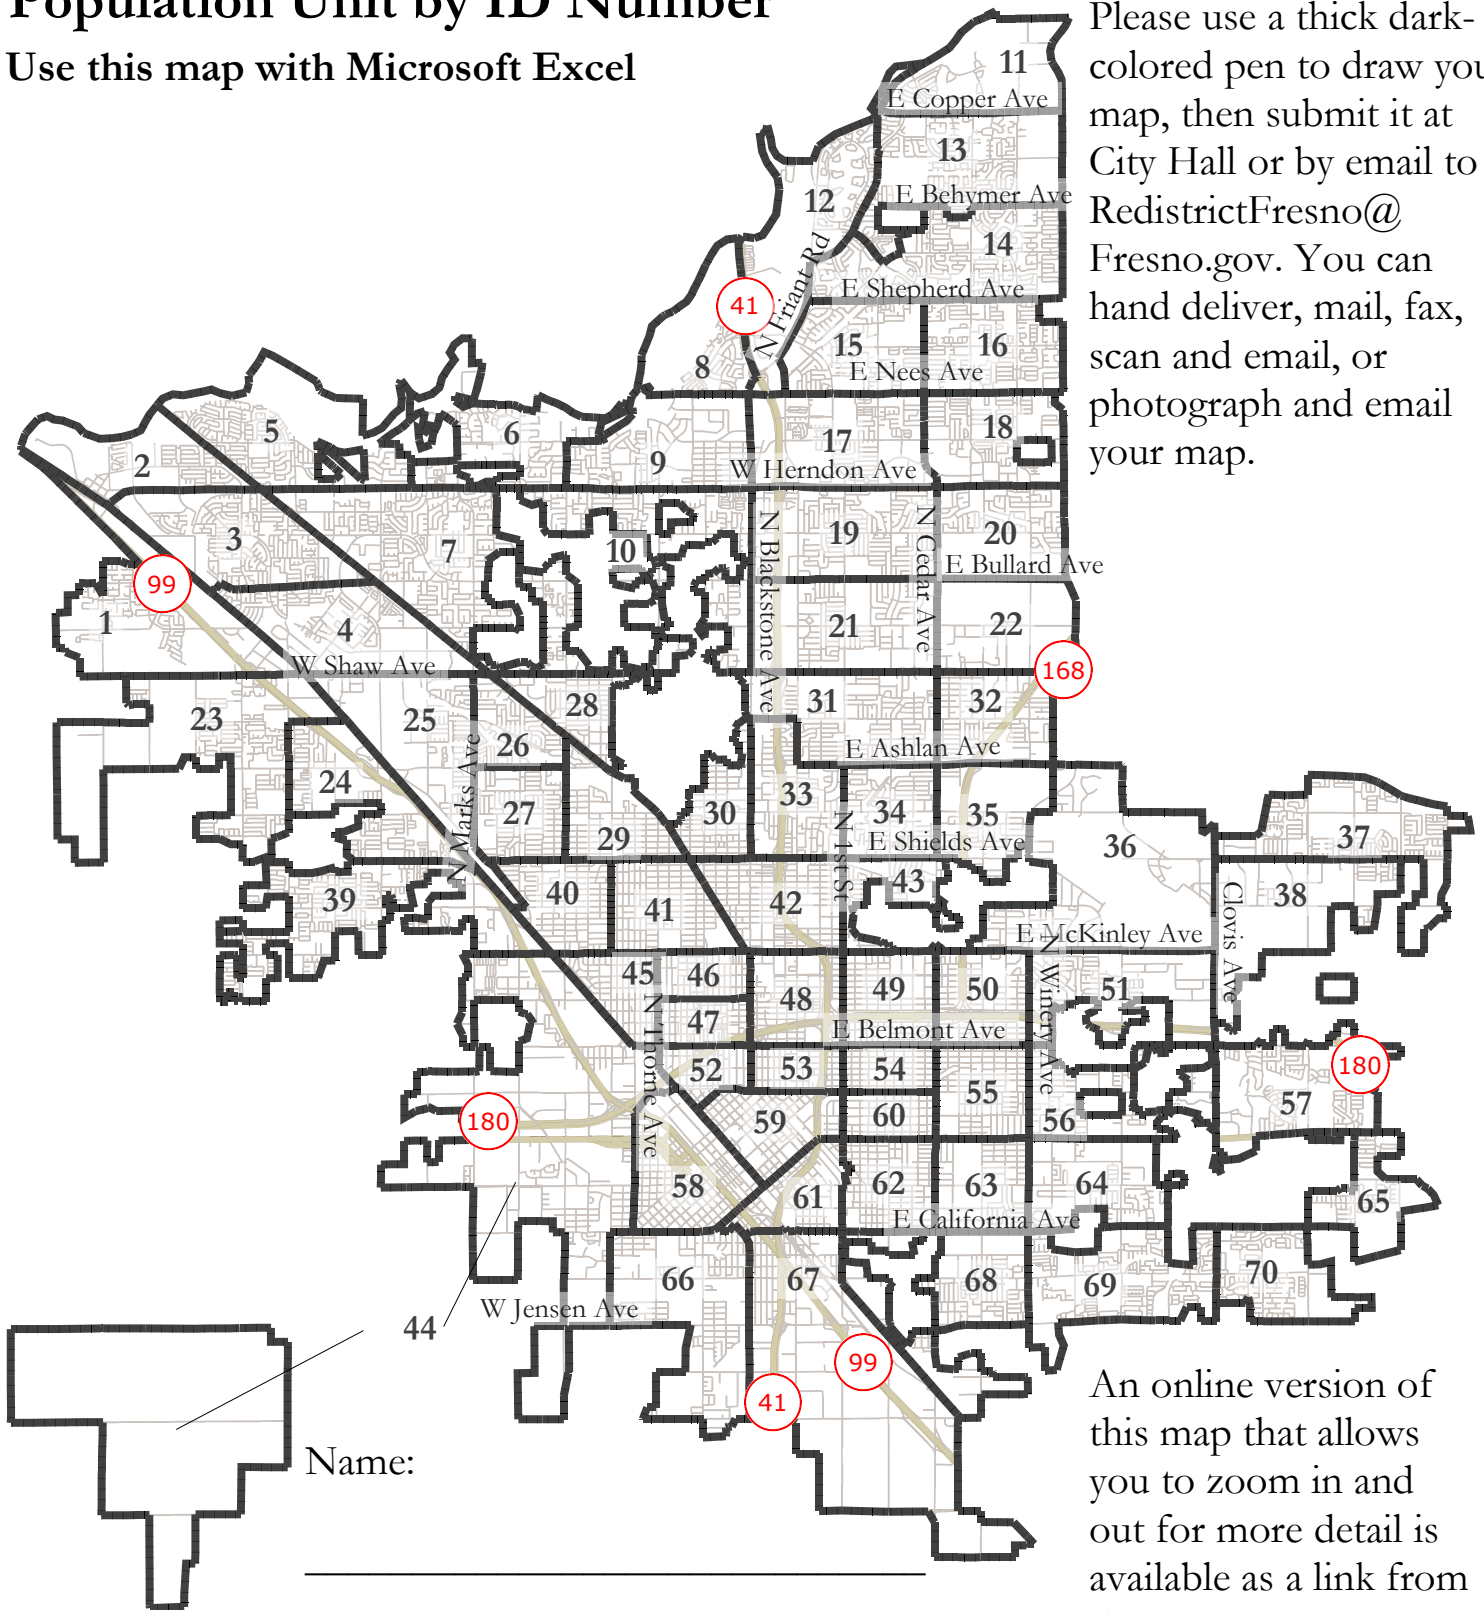 Population Unit by ID Number
Use this map with Microsoft Excel
Please use a thick dark-
colored pen to draw you
map, then submit it at
City Hall or by email to
RedistrictFresno@
Fresno.gov. You can
hand deliver, mail, fax,
scan and email, or
photograph and email
your map.
11
E Copper Ave
13
12
E Behymer Ave
14
N Friant Rd
E Shepherd Ave
41
15
16
8
E Nees Ave
5
6
17
18
2
9
W Herndon Ave
3
7
10
N Blackstone Ave
19
N Cedar Ave
20
E Bullard Ave
99
1
4
21
22
W Shaw Ave
168
23
25
28
31
32
26
E Ashlan Ave
24
N Marks Ave
27
29
30
33
34
35
N 1st St
E Shields Ave
36
37
39
40
41
42
43
38
Clovis Ave
E McKinley Ave
45
46
48
49
50
N Winery Ave
51
N Thorne Ave
47
E Belmont Ave
52
53
54
55
180
57
180
59
60
56
58
61
62
63
64
65
E California Ave
66
67
68
69
70
W Jensen Ave
44
99
41
Name:
An online version of
this map that allows
you to zoom in and
out for more detail is
available as a link from